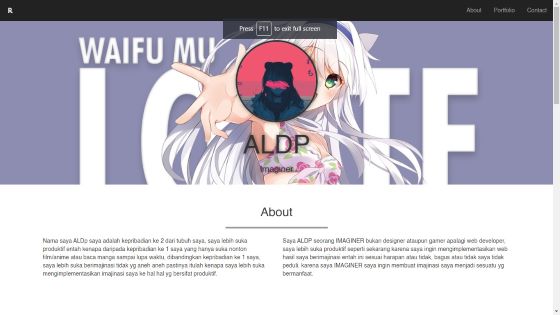 R
About
Portfolio
Contact
Press F11 to exit full screen
WAIFU MU
ALDP
Imaginer
About
Nama saya ALDp saya adalah kepribadian ke 2 dari tubuh saya, saya lebih suka
produktif entah kenapa daripada kepribadian ke 1 saya yang hanya suka nonton
film/anime atau baca manga sampai lupa waktu, dibandingkan kepribadian ke 1 saya,
saya lebih suka berimajinasi tidak yg aneh aneh pastinya itulah kenapa saya lebih suka
mengimplementasikan imajinasi saya ke hal hal yg bersifat produktif.
Saya ALDP seorang IMAGINER bukan designer ataupun gamer apalagi web developer,
saya lebih suka produktif seperti sekarang karena saya ingin mengimplementasikan web
hasil saya berimajinasi entah ini sesuai harapan atau tidak, bagus atau tidak saya tidak
peduli. karena saya IMAGINER saya ingin membuat imajinasi saya menjadi sesuatu yg
bermanfaat.